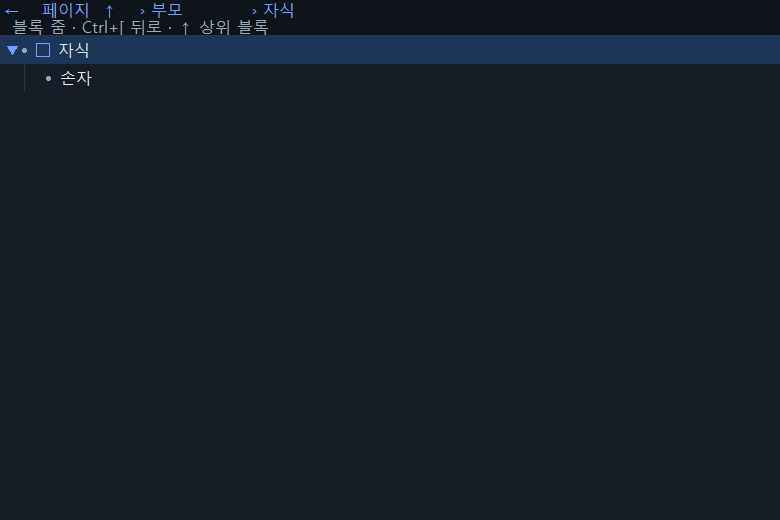 ← 페이지 ↑ › 부모 › 자식
블록 줌 · Ctrl+[ 뒤로 · ↑ 상위 블록
자식
손자